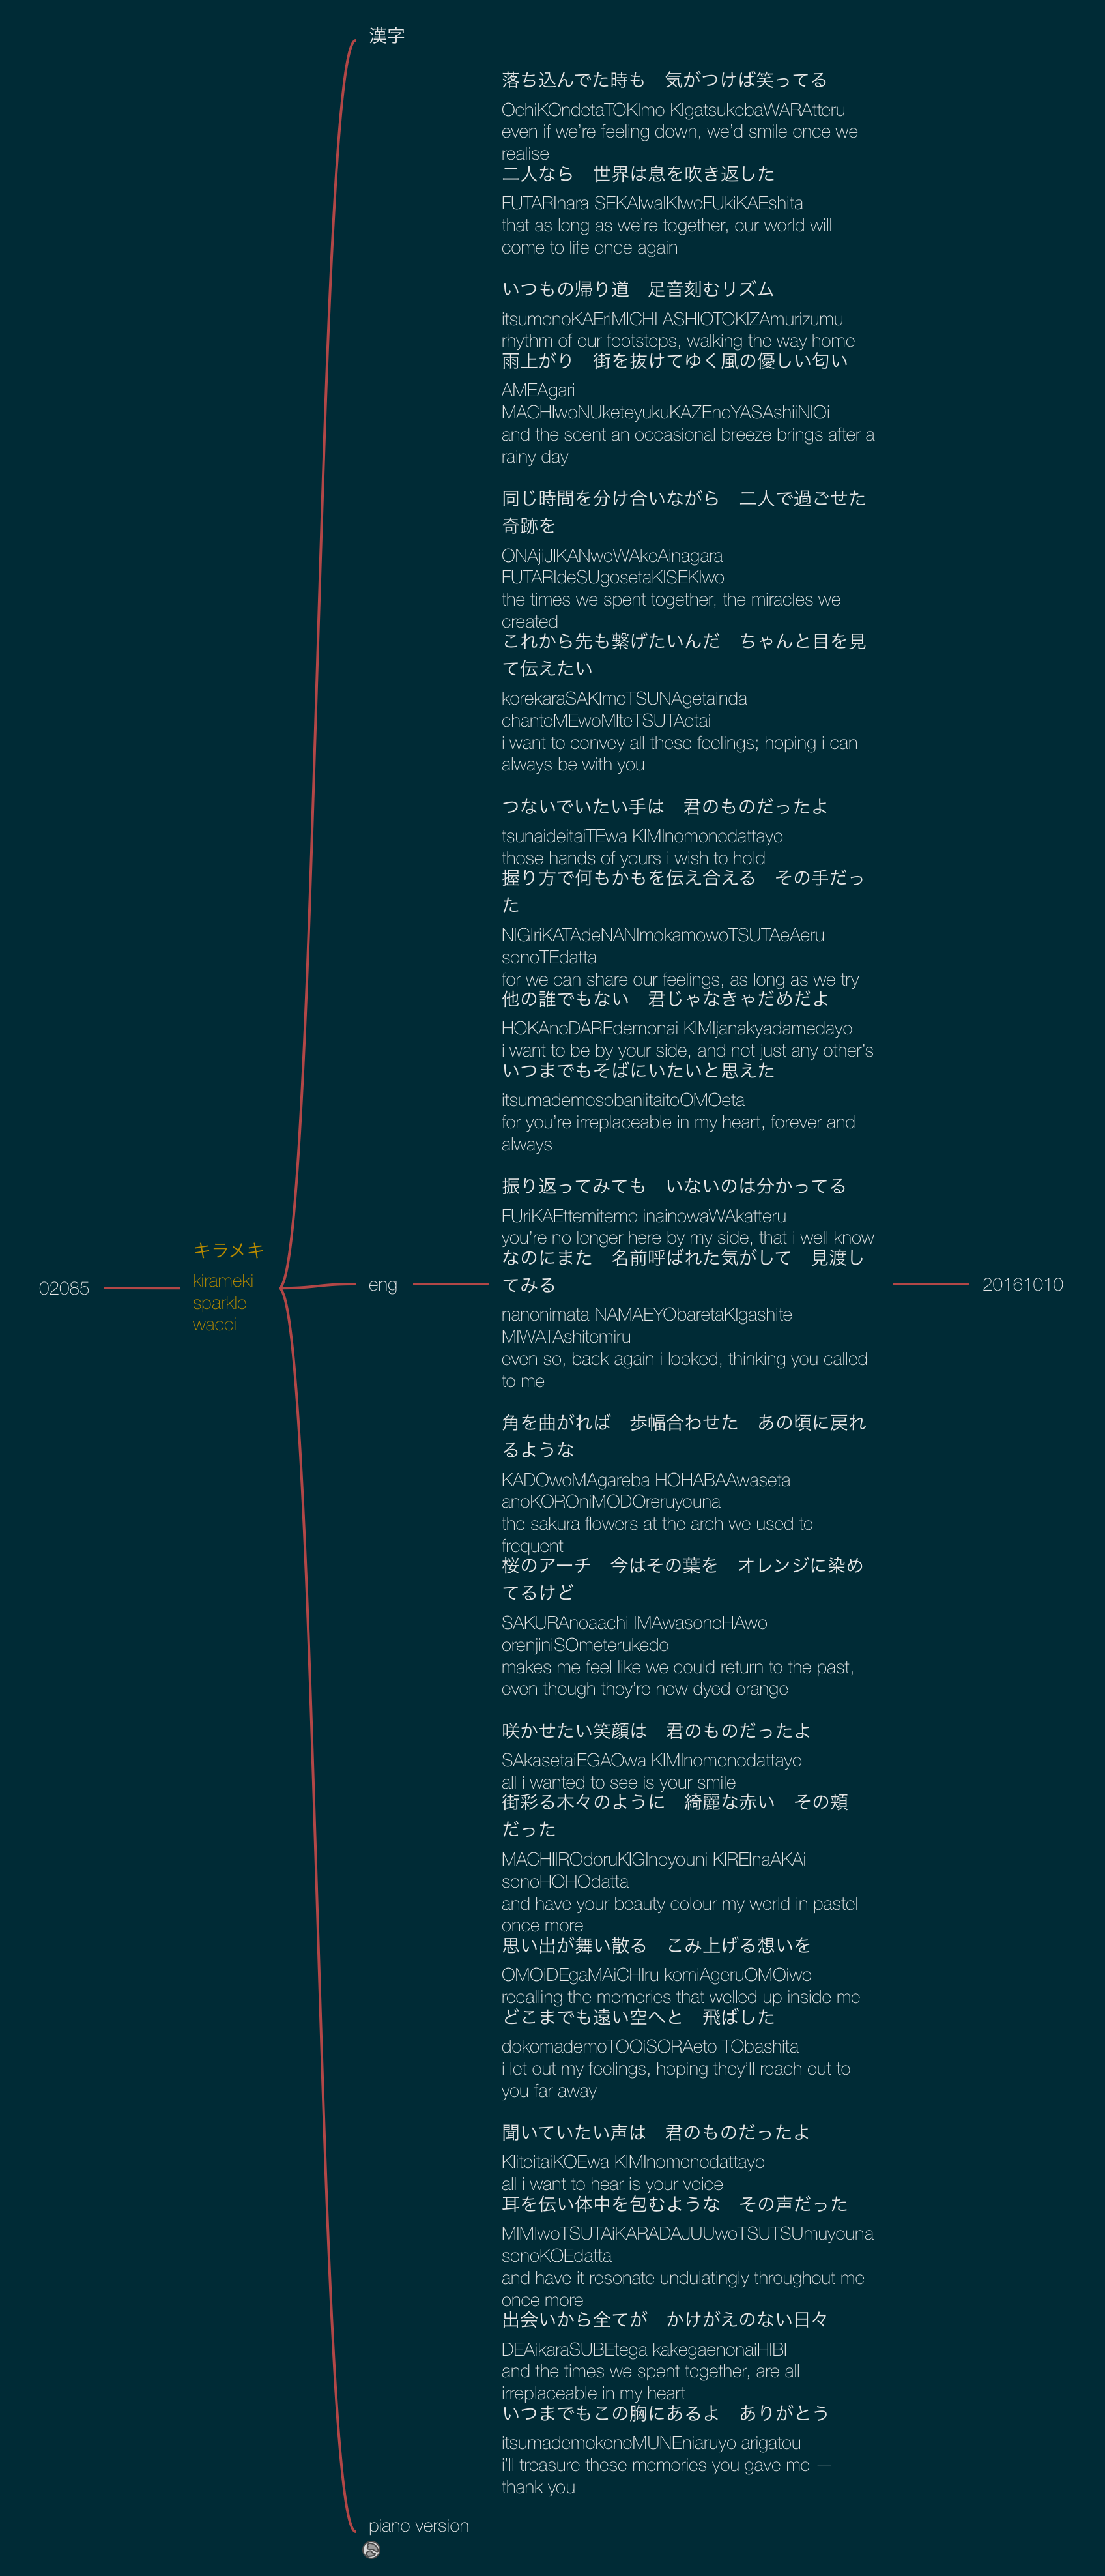 漢字
02085
キラメキ
kirameki
sparkle
wacci
eng
落ち込んでた時も　気がつけば笑ってる
OchiKOndetaTOKImo KIgatsukebaWARAtteru
even if we’re feeling down, we’d smile once we
realise
二人なら　世界は息を吹き返した
FUTARInara SEKAIwaIKIwoFUkiKAEshita
that as long as we’re together, our world will
come to life once again
いつもの帰り道　足音刻むリズム
itsumonoKAEriMICHI ASHIOTOKIZAmurizumu
rhythm of our footsteps, walking the way home
雨上がり　街を抜けてゆく風の優しい匂い
AMEAgari
MACHIwoNUketeyukuKAZEnoYASAshiiNIOi
and the scent an occasional breeze brings after a
rainy day
同じ時間を分け合いながら　二人で過ごせた
奇跡を
ONAjiJIKANwoWAkeAinagara
FUTARIdeSUgosetaKISEKIwo
the times we spent together, the miracles we
created
これから先も繋げたいんだ　ちゃんと目を見
て伝えたい
korekaraSAKImoTSUNAgetainda
chantoMEwoMIteTSUTAetai
i want to convey all these feelings; hoping i can
always be with you
つないでいたい手は　君のものだったよ
tsunaideitaiTEwa KIMInomonodattayo
those hands of yours i wish to hold
握り方で何もかもを伝え合える　その手だっ
た
NIGIriKATAdeNANImokamowoTSUTAeAeru
sonoTEdatta
for we can share our feelings, as long as we try
他の誰でもない　君じゃなきゃだめだよ
HOKAnoDAREdemonai KIMIjanakyadamedayo
i want to be by your side, and not just any other’s
いつまでもそばにいたいと思えた
itsumademosobaniitaitoOMOeta
for you’re irreplaceable in my heart, forever and
always
振り返ってみても　いないのは分かってる
FUriKAEttemitemo inainowaWAkatteru
you’re no longer here by my side, that i well know
なのにまた　名前呼ばれた気がして　見渡し
てみる
nanonimata NAMAEYObaretaKIgashite
MIWATAshitemiru
even so, back again i looked, thinking you called
to me
角を曲がれば　歩幅合わせた　あの頃に戻れ
るような
KADOwoMAgareba HOHABAAwaseta
anoKOROniMODOreruyouna
the sakura flowers at the arch we used to
frequent
桜のアーチ　今はその葉を　オレンジに染め
てるけど
SAKURAnoaachi IMAwasonoHAwo
orenjiniSOmeterukedo
makes me feel like we could return to the past,
even though they’re now dyed orange
咲かせたい笑顔は　君のものだったよ
SAkasetaiEGAOwa KIMInomonodattayo
all i wanted to see is your smile
街彩る木々のように　綺麗な赤い　その頬
だった
MACHIIROdoruKIGInoyouni KIREInaAKAi
sonoHOHOdatta
and have your beauty colour my world in pastel
once more
思い出が舞い散る　こみ上げる想いを
OMOiDEgaMAiCHIru komiAgeruOMOiwo
recalling the memories that welled up inside me
どこまでも遠い空へと　飛ばした
dokomademoTOOiSORAeto TObashita
i let out my feelings, hoping they’ll reach out to
you far away
聞いていたい声は　君のものだったよ
KIiteitaiKOEwa KIMInomonodattayo
all i want to hear is your voice
耳を伝い体中を包むような　その声だった
MIMIwoTSUTAiKARADAJUUwoTSUTSUmuyouna
sonoKOEdatta
and have it resonate undulatingly throughout me
once more
出会いから全てが　かけがえのない日々
DEAikaraSUBEtega kakegaenonaiHIBI
and the times we spent together, are all
irreplaceable in my heart
いつまでもこの胸にあるよ　ありがとう
itsumademokonoMUNEniaruyo arigatou
i’ll treasure these memories you gave me —
thank you
20161010
piano version